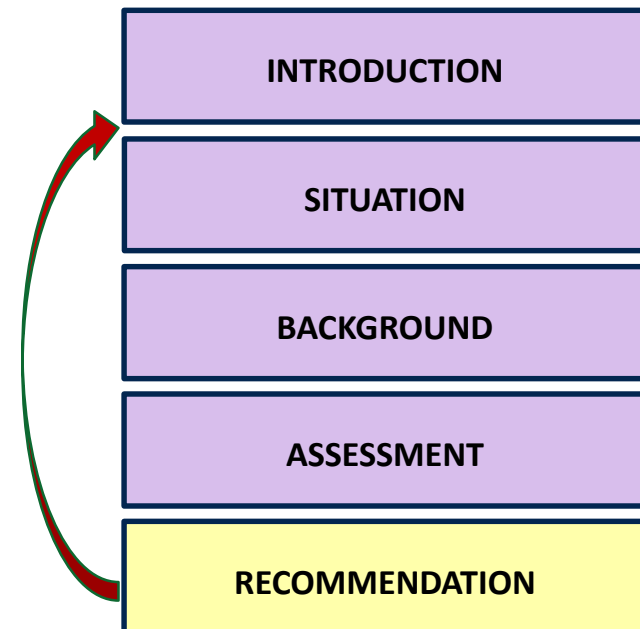 INTRODUCTION
SITUATION
BACKGROUND
ASSESSMENT
RECOMMENDATION